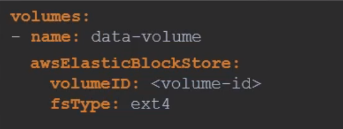 volumes:
- name: data-volume
  awsElasticBlockStore:
    volumeID: <volume-id>
    fsType: ext4